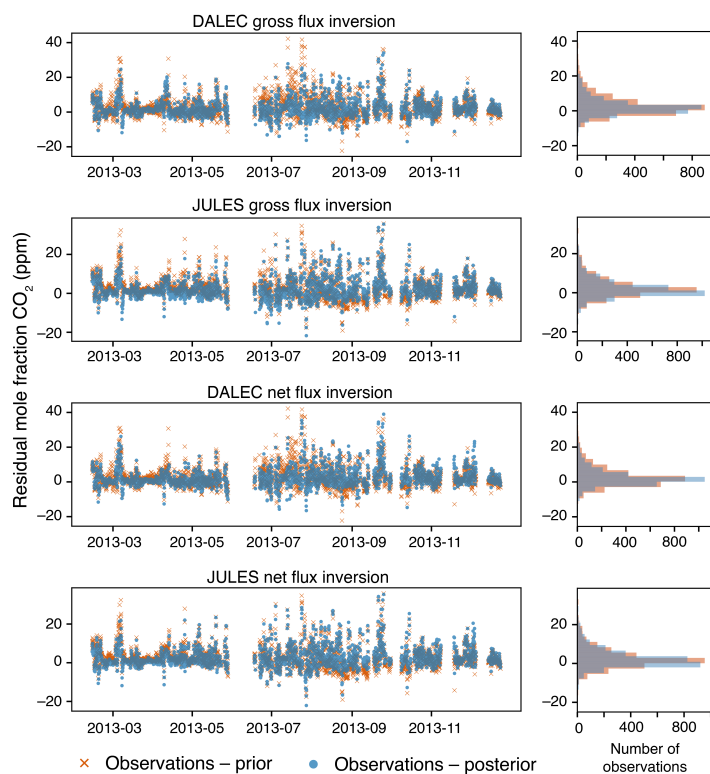 DALEC gross flux inversion
40
20
0
−20
2013-03 2013-05 2013-07 2013-09 2013-11
40
20
0
−20
0 400 800
JULES gross flux inversion
20
0
−20
2013-03 2013-05 2013-07 2013-09 2013-11
20
0
−20
0 400 800
Residual mole fraction CO2 (ppm)
DALEC net flux inversion
40
20
0
−20
2013-03 2013-05 2013-07 2013-09 2013-11
40
20
0
−20
0 400 800
JULES net flux inversion
20
0
−20
2013-03 2013-05 2013-07 2013-09 2013-11
20
0
−20
0 400 800
Number of
observations
× Observations – prior ● Observations – posterior